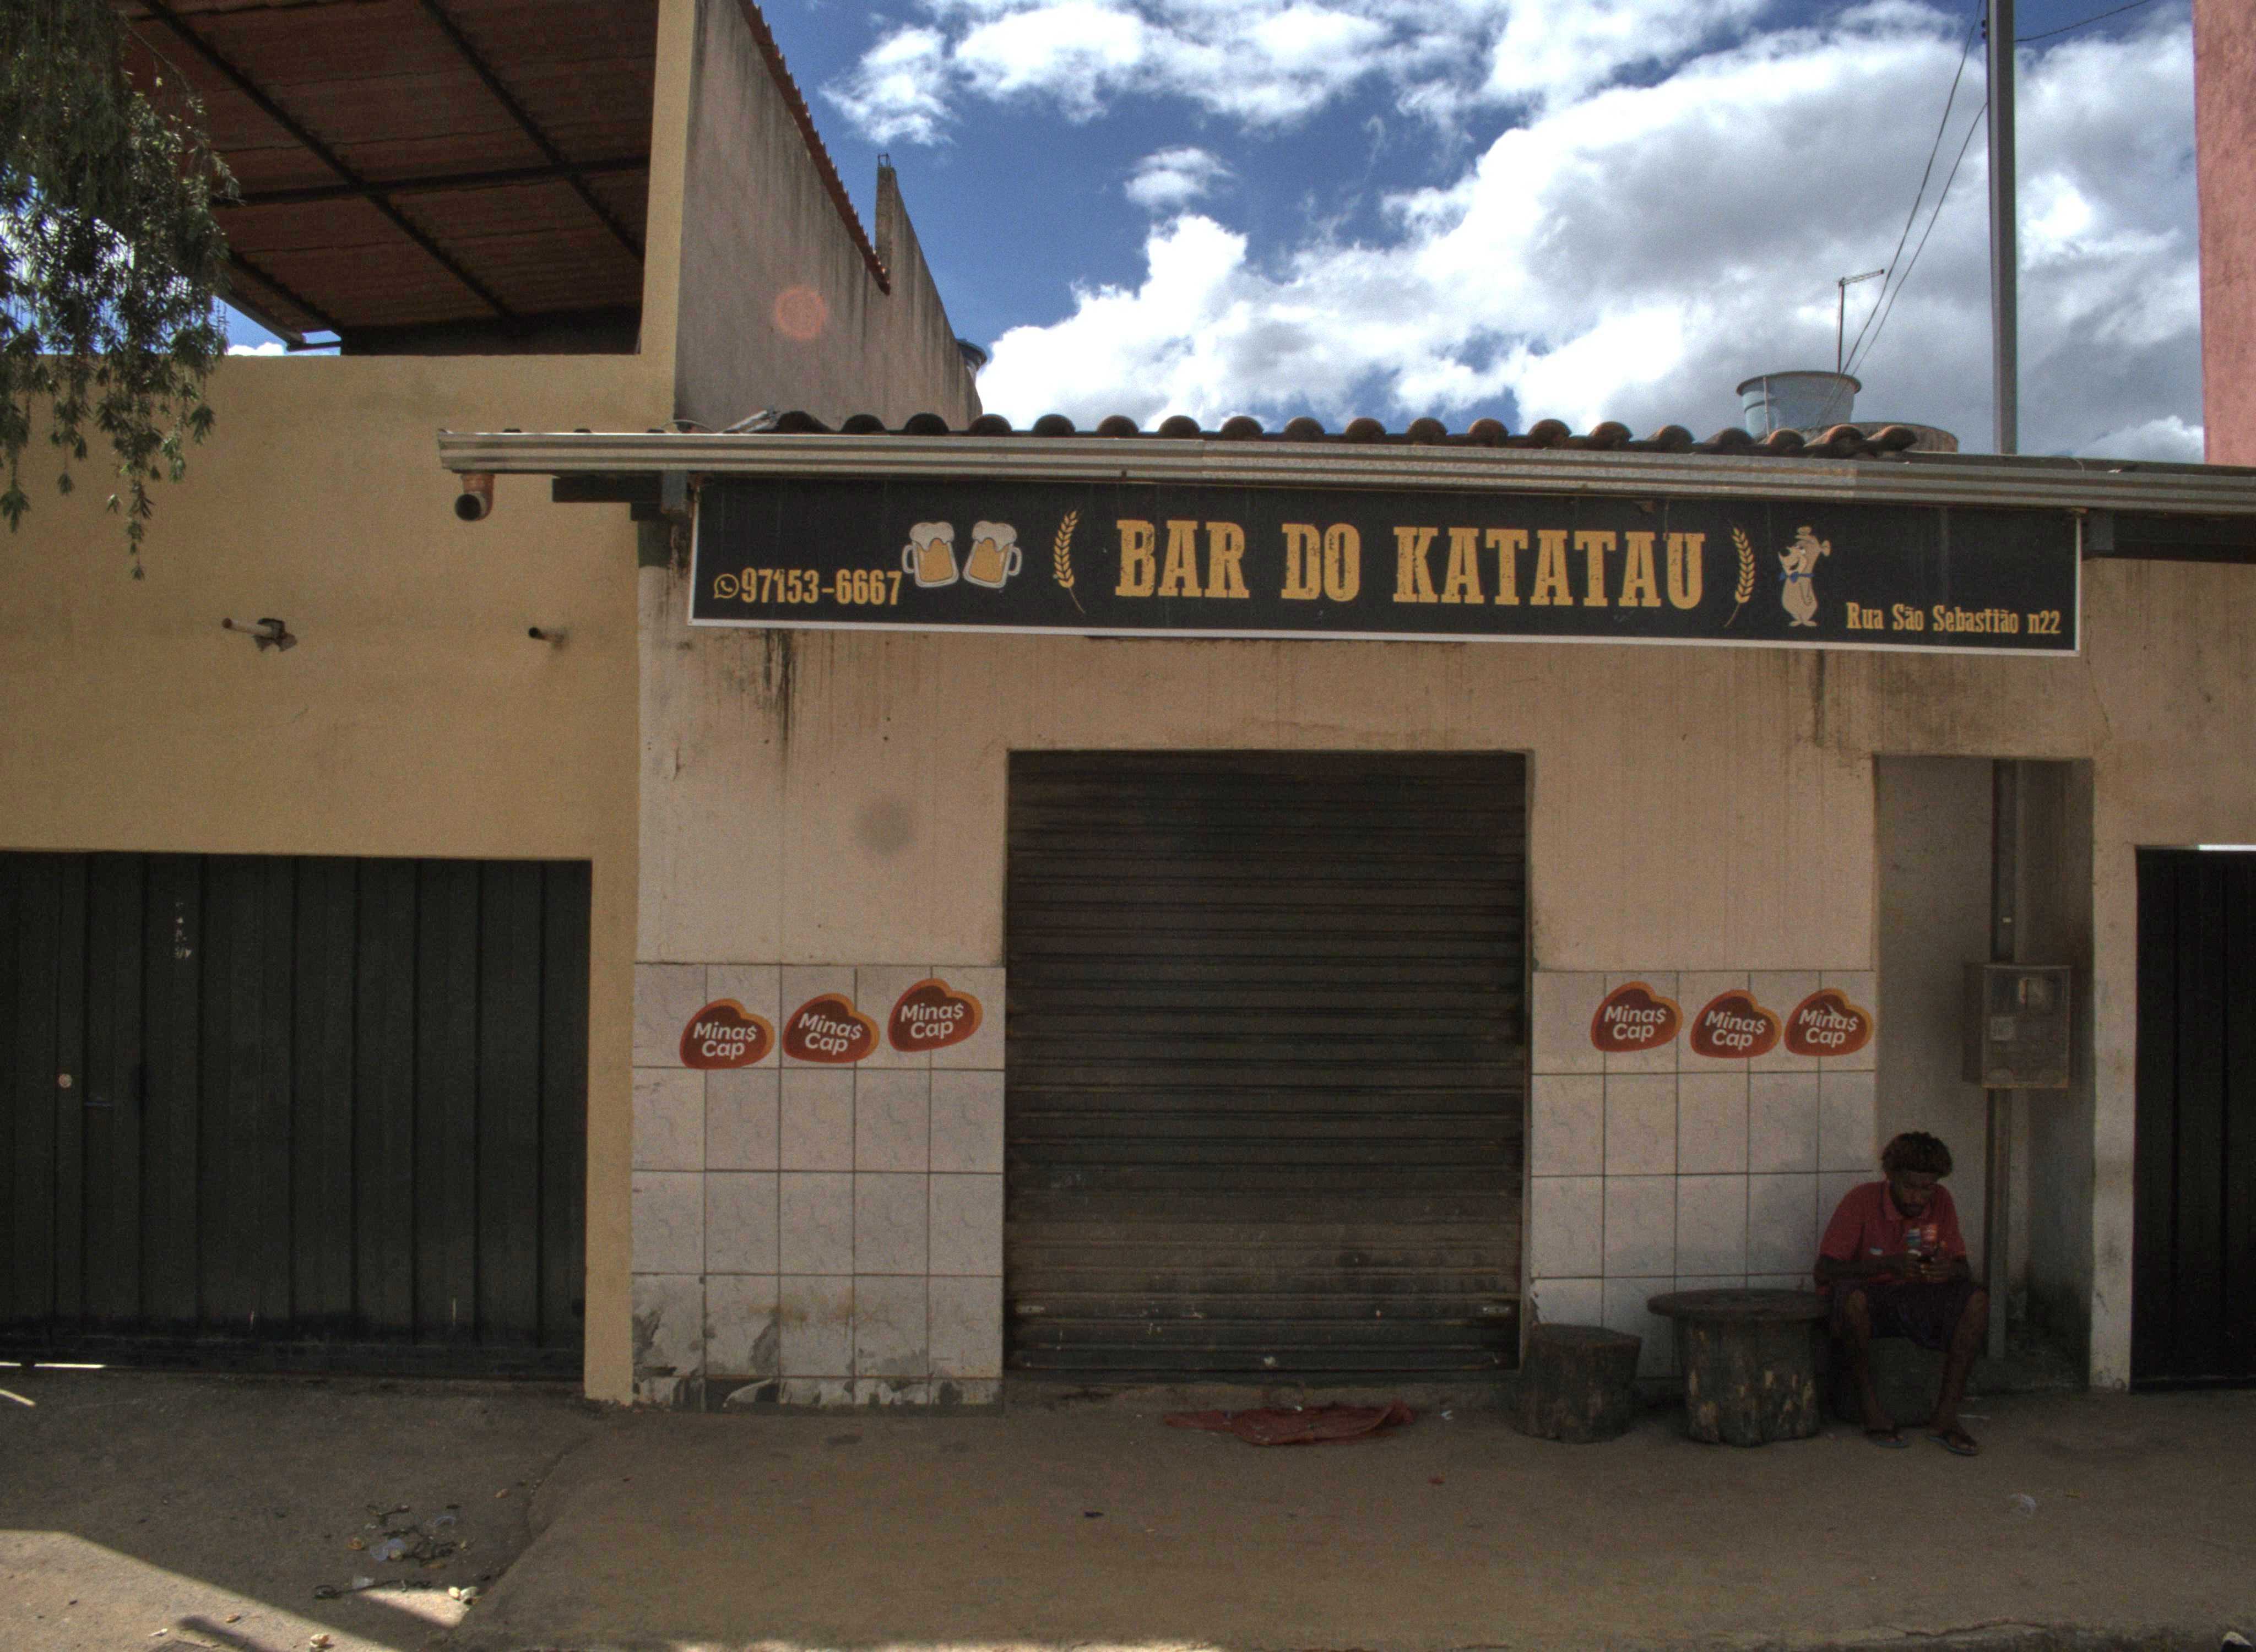 97153-6667
BAR DO KATATAU
Rua São Sebastião n22
Mina$
Cap
Mina$
Cap
Mina$
Cap
Mina$
Cap
Mina$
Cap
Mina$
Cap